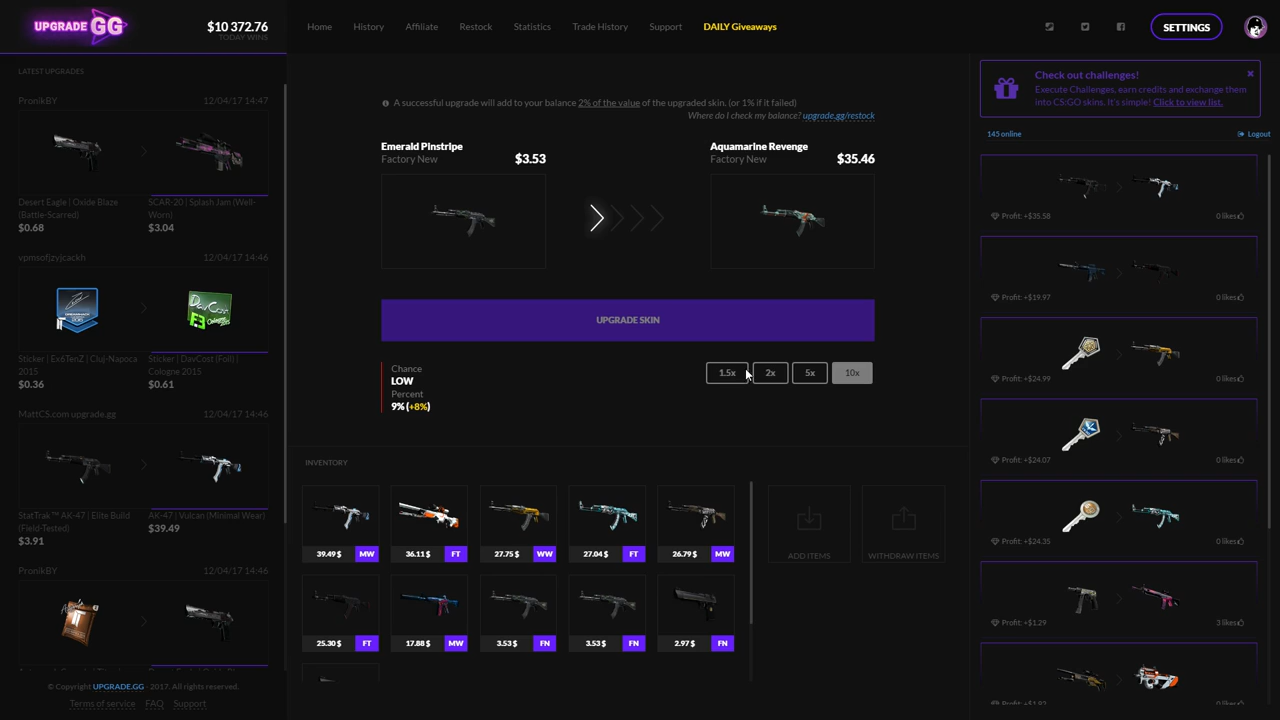 UPGRADE GG
$10 372.76
TODAY WINS
Home
History
Affiliate
Restock
Statistics
Trade History
Support
DAILY Giveaways
SETTINGS
LATEST UPGRADES
PronikBY
12/04/17 14:47
Desert Eagle | Oxide Blaze
(Battle-Scarred)
$0.68
SCAR-20 | Splash Jam (Well-
Worn)
$3.04
vpmsofjzyjcackh
12/04/17 14:46
Sticker | Ex6TenZ | Cluj-Napoca
2015
$0.36
Sticker | DavCost (Foil) |
Cologne 2015
$0.61
MattCS.com upgrade.gg
12/04/17 14:46
StatTrak™ AK-47 | Elite Build
(Field-Tested)
$3.91
AK-47 | Vulcan (Minimal Wear)
$39.49
PronikBY
12/04/17 14:46
© Copyright UPGRADE.GG - 2017. All rights reserved.
Terms of service
FAQ
Support
A successful upgrade will add to your balance 2% of the value of the upgraded skin. (or 1% if it failed)
Where do I check my balance? upgrade.gg/restock
Emerald Pinstripe
Factory New
$3.53
Aquamarine Revenge
Factory New
$35.46
UPGRADE SKIN
Chance
LOW
Percent
9% (+8%)
1.5x
2x
5x
10x
INVENTORY
39.49 $ MW
36.11 $ FT
27.75 $ WW
27.04 $ FT
26.79 $ MW
25.30 $ FT
17.88 $ MW
3.53 $ FN
3.53 $ FN
2.97 $ FN
ADD ITEMS
WITHDRAW ITEMS
Check out challenges!
Execute Challenges, earn credits and exchange them
into CS:GO skins. It's simple! Click to view list.
145 online
Logout
Profit: +$35.58
0 likes
Profit: +$19.97
0 likes
Profit: +$24.99
0 likes
Profit: +$24.07
0 likes
Profit: +$24.35
0 likes
Profit: +$1.29
3 likes
Profit: +$1.82
0 likes